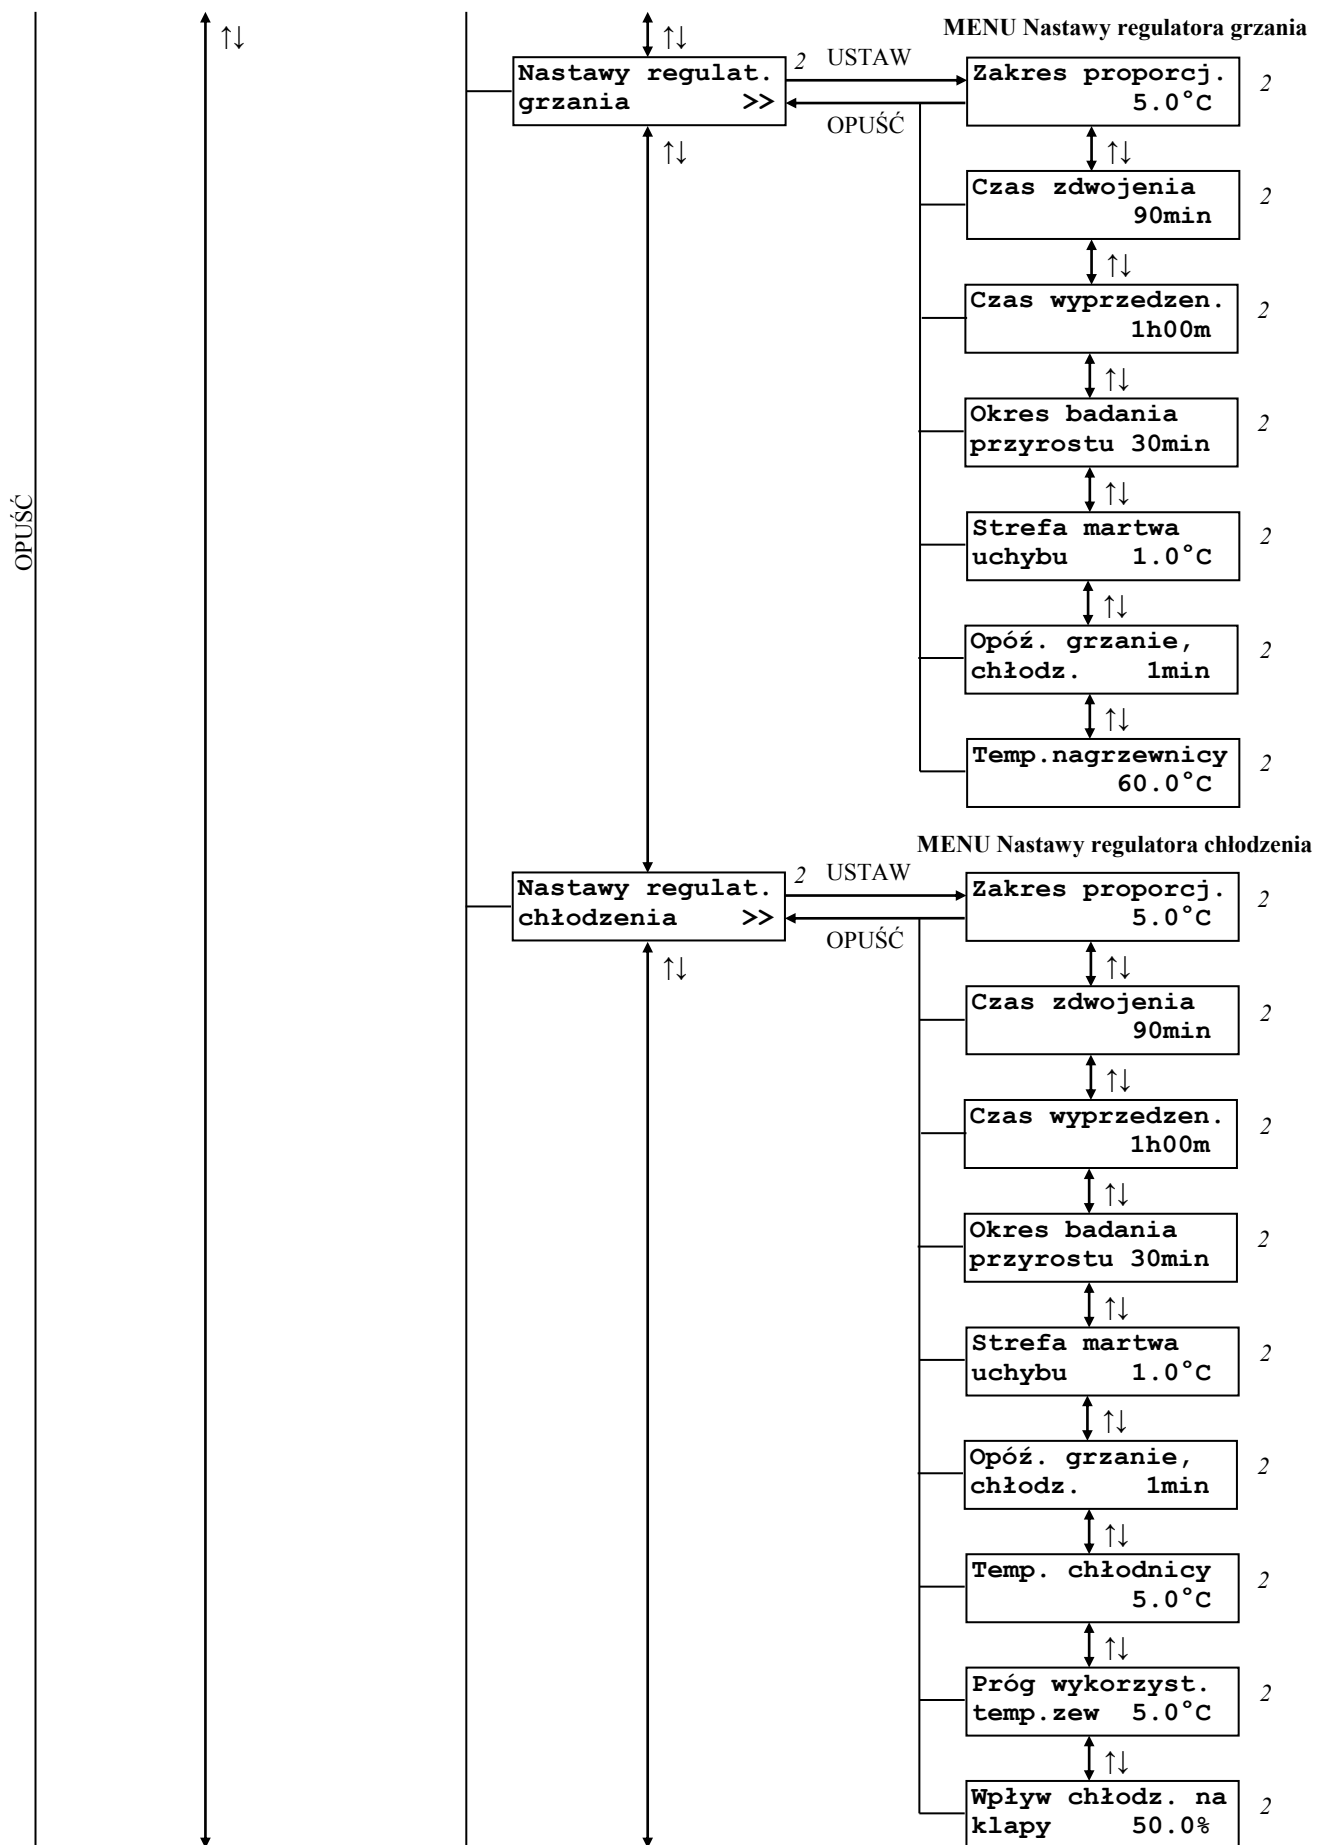 ↑↓
↑↓
MENU Nastawy regulatora grzania
Nastawy regulat.
grzania >>
2 USTAW
OPUŚĆ
Zakres proporcj.
5.0°C
2
↑↓
↑↓
Czas zdwojenia
90min
2
↑↓
Czas wyprzedzen.
1h00m
2
↑↓
Okres badania
przyrostu 30min
2
↑↓
OPUŚĆ
Strefa martwa
uchybu 1.0°C
2
↑↓
Opóź. grzanie,
chłodz. 1min
2
↑↓
Temp.nagrzewnicy
60.0°C
2
MENU Nastawy regulatora chłodzenia
Nastawy regulat.
chłodzenia >>
2 USTAW
OPUŚĆ
Zakres proporcj.
5.0°C
2
↑↓
↑↓
Czas zdwojenia
90min
2
↑↓
Czas wyprzedzen.
1h00m
2
↑↓
Okres badania
przyrostu 30min
2
↑↓
Strefa martwa
uchybu 1.0°C
2
↑↓
Opóź. grzanie,
chłodz. 1min
2
↑↓
Temp. chłodnicy
5.0°C
2
↑↓
Próg wykorzyst.
temp.zew 5.0°C
2
↑↓
Wpływ chłodz. na
klapy 50.0%
2